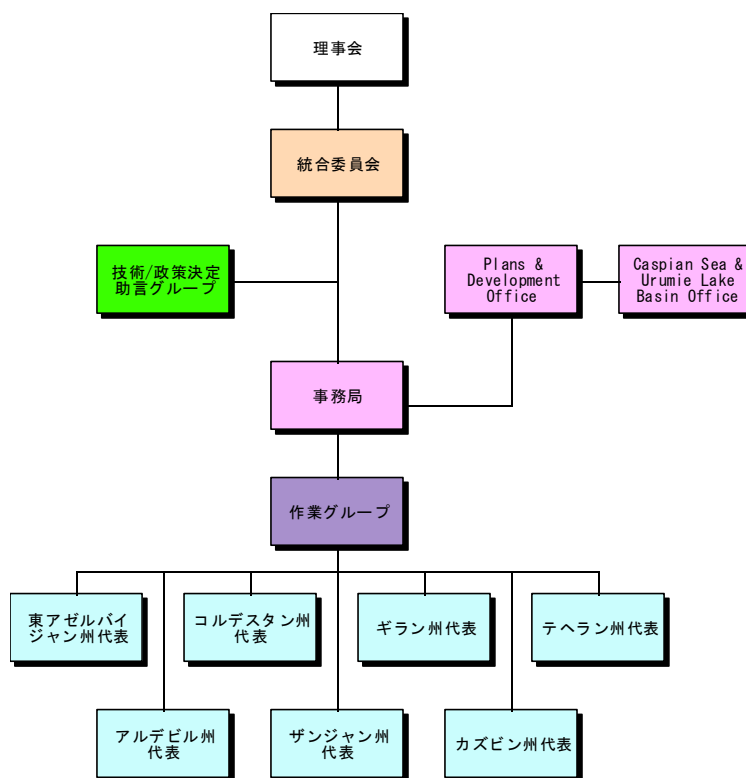 理事会
統合委員会
技術/政策決定
助言グループ
Plans &
Development
Office
Caspian Sea &
Urumie Lake
Basin Office
事務局
作業グループ
東アゼルバイ
ジャン州代表
コルデスタン州
代表
ギラン州代表
テヘラン州代表
アルデビル州
代表
ザンジャン州
代表
カズビン州代表